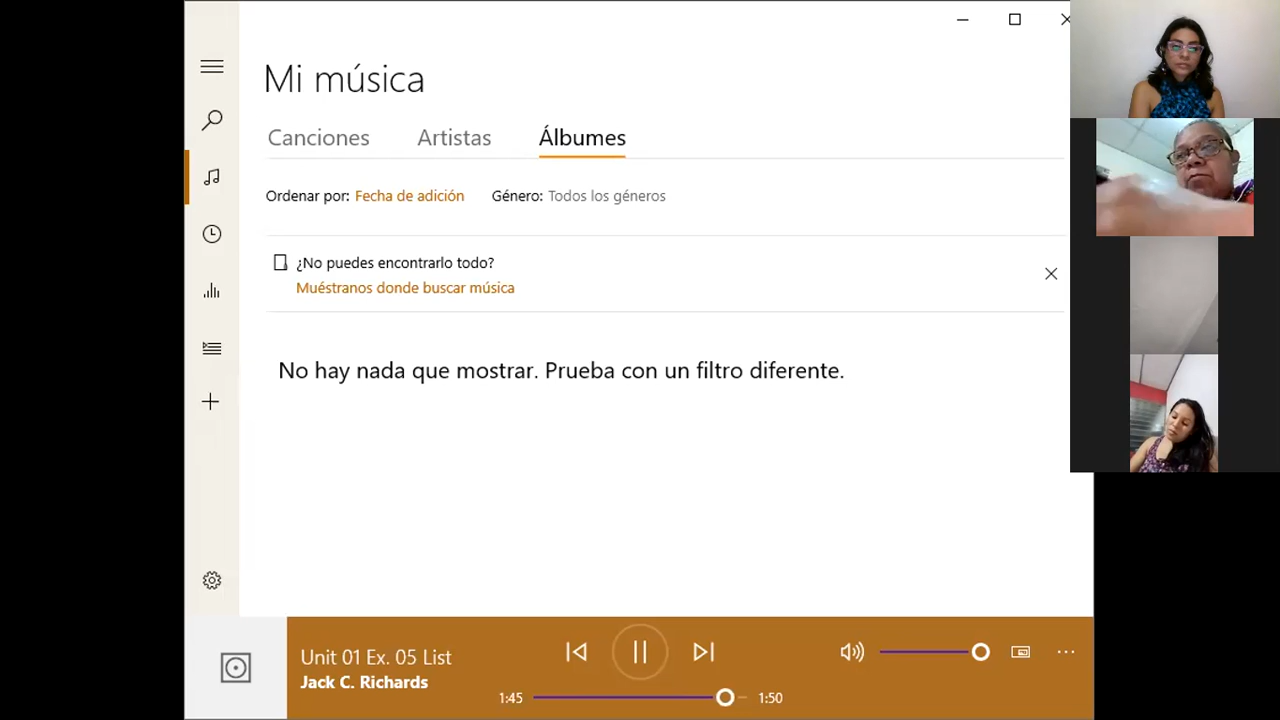 Mi música
Canciones Artistas Álbumes
Ordenar por: Fecha de adición Género: Todos los géneros
¿No puedes encontrarlo todo?
Muéstranos donde buscar música
No hay nada que mostrar. Prueba con un filtro diferente.
Unit 01 Ex. 05 List
Jack C. Richards
1:45 1:50